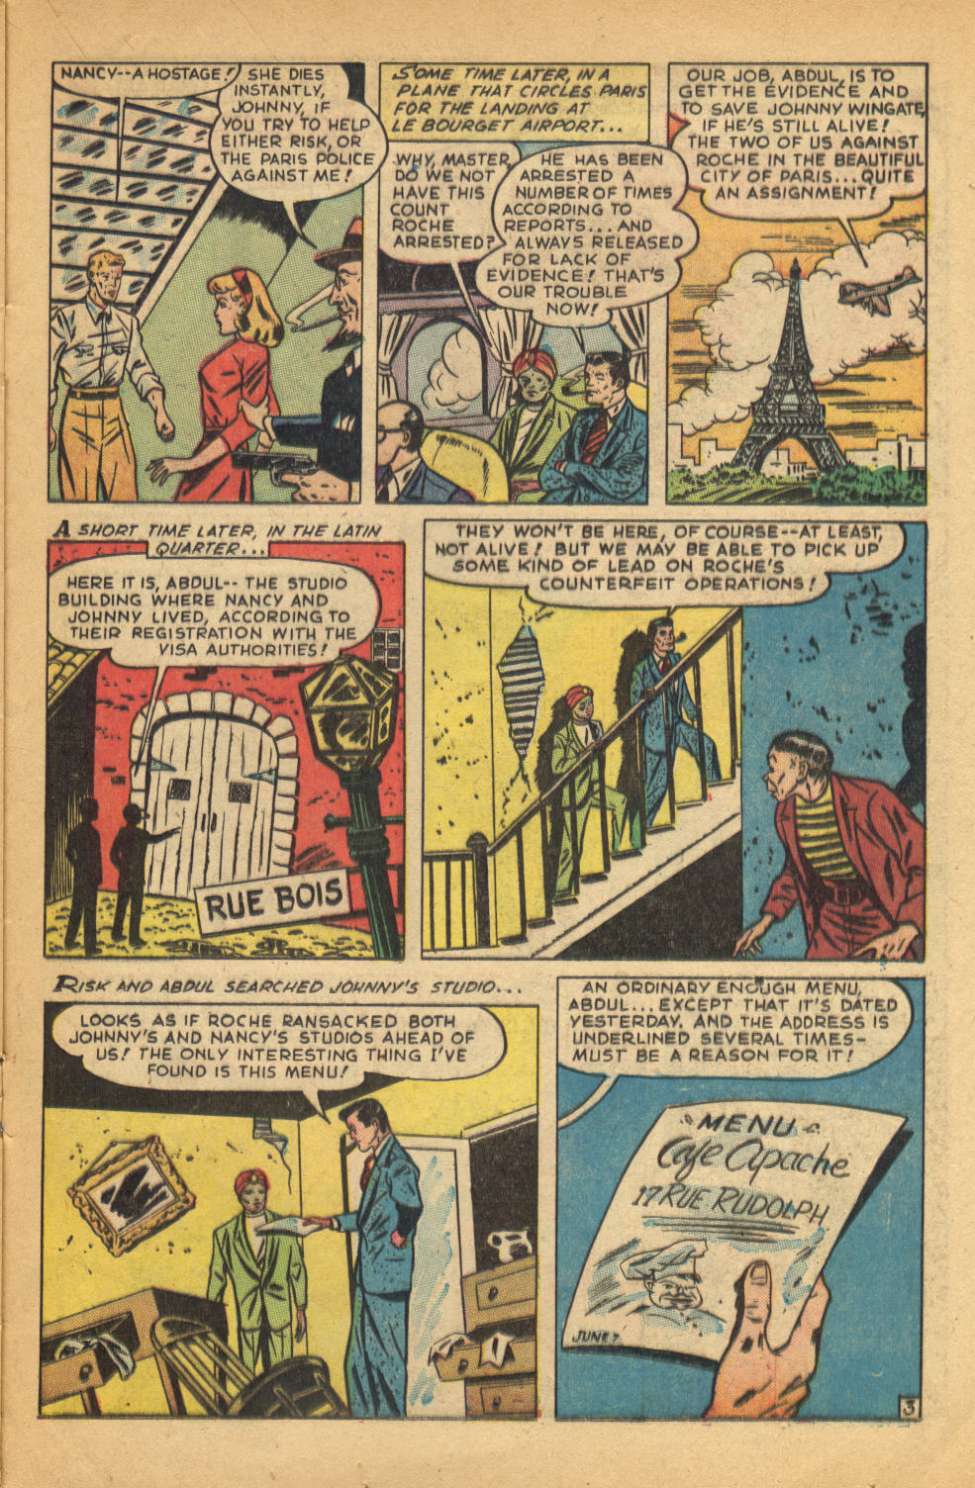 NANCY--A HOSTAGE!
SHE DIES
INSTANTLY,
JOHNNY, IF
YOU TRY TO HELP
EITHER RISK, OR
THE PARIS POLICE
AGAINST ME!
SOME TIME LATER, IN A
PLANE THAT CIRCLES PARIS
FOR THE LANDING AT
LE BOURGET AIRPORT...
WHY, MASTER,
DO WE NOT
HAVE THIS
COUNT
ROCHE
ARRESTED?
HE HAS BEEN
ARRESTED A
NUMBER OF TIMES
ACCORDING TO
REPORTS... AND
ALWAYS RELEASED
FOR LACK OF
EVIDENCE! THAT'S
OUR TROUBLE
NOW!
OUR JOB, ABDUL, IS TO
GET THE EVIDENCE AND
TO SAVE JOHNNY WINGATE,
IF HE'S STILL ALIVE!
THE TWO OF US AGAINST
ROCHE IN THE BEAUTIFUL
CITY OF PARIS... QUITE
AN ASSIGNMENT!
A SHORT TIME LATER, IN THE LATIN
QUARTER...
HERE IT IS, ABDUL-- THE STUDIO
BUILDING WHERE NANCY AND
JOHNNY LIVED, ACCORDING TO
THEIR REGISTRATION WITH THE
VISA AUTHORITIES!
RUE BOIS
THEY WON'T BE HERE, OF COURSE--AT LEAST,
NOT ALIVE! BUT WE MAY BE ABLE TO PICK UP
SOME KIND OF LEAD ON ROCHE'S
COUNTERFEIT OPERATIONS!
RISK AND ABDUL SEARCHED JOHNNY'S STUDIO...
LOOKS AS IF ROCHE RANSACKED BOTH
JOHNNY'S AND NANCY'S STUDIOS AHEAD OF
US! THE ONLY INTERESTING THING I'VE
FOUND IS THIS MENU!
AN ORDINARY ENOUGH MENU,
ABDUL... EXCEPT THAT IT'S DATED
YESTERDAY. AND THE ADDRESS IS
UNDERLINED SEVERAL TIMES-
MUST BE A REASON FOR IT!
MENU
Cafe Apache
17 RUE RUDOLPH
JUNE 7
3